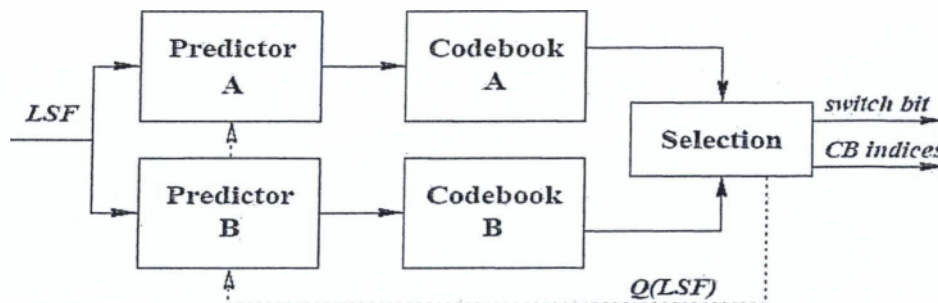 Predictor
A
Codebook
A
LSF
switch bit
Selection
CB indices
Predictor
B
Codebook
B
Q(LSF)